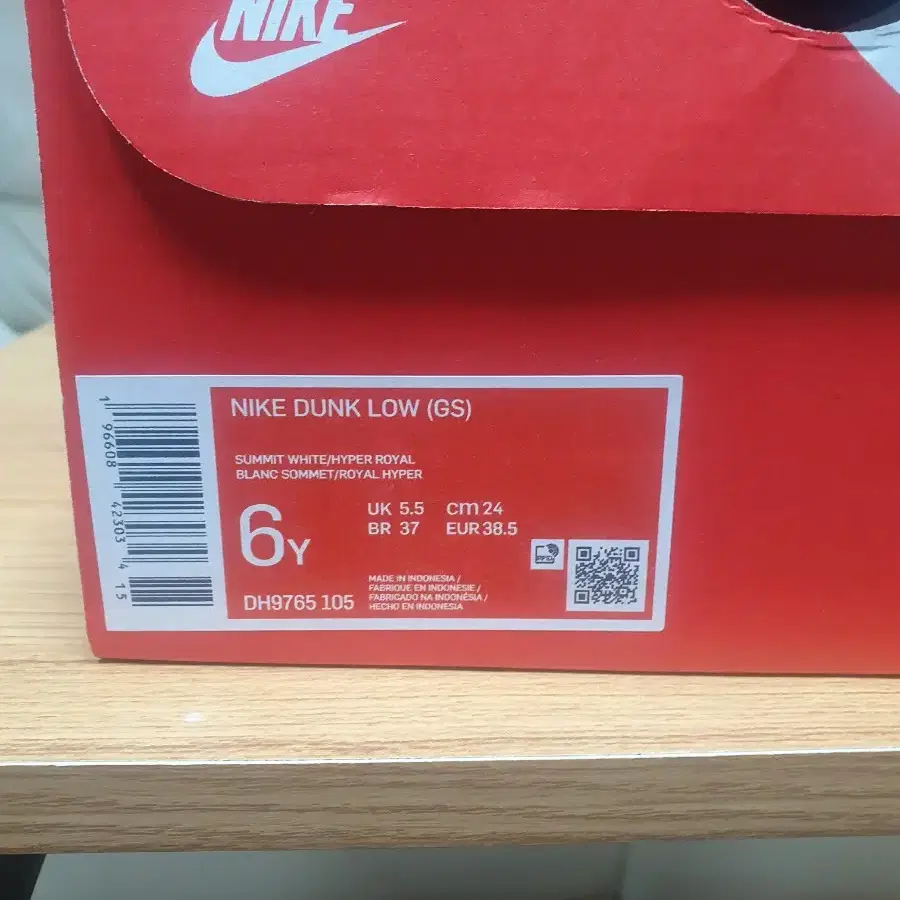 NIKE
NIKE DUNK LOW (GS)
SUMMIT WHITE/HYPER ROYAL
BLANC SOMMET/ROYAL HYPER
6Y
UK 5.5 cm 24
BR 37 EUR 38.5
MADE IN INDONESIA /
FABRIQUE EN INDONESIE /
FABRICADO NA INDONÉSIA /
HECHO EN INDONESIA
DH9765 105
1 96608 42303 4 15